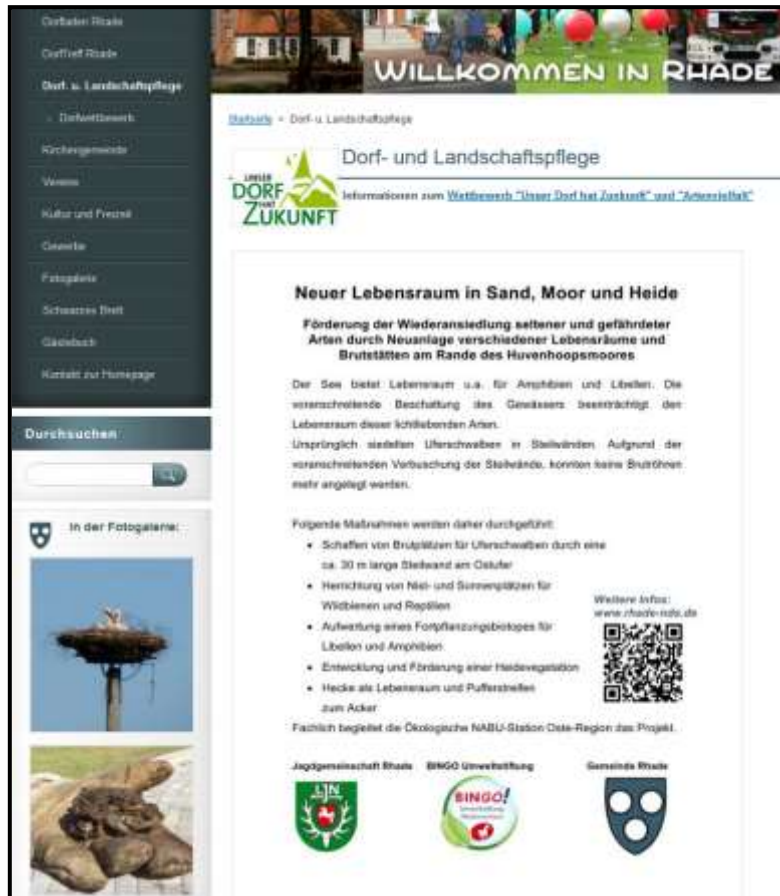 Dorfladen Rhade
DorfTreff Rhade
Dorf- u. Landschaftspflege
Dorfwettbewerb
Kirchengemeinde
Vereine
Kultur und Freizeit
Gewerbe
Fotogalerie
Schwarzes Brett
Gästebuch
Kontakt zur Homepage
Durchsuchen
In der Fotogalerie:
WILLKOMMEN IN RHADE
Startseite » Dorf- u. Landschaftspflege
Dorf- und Landschaftspflege
UNSER
DORF HAT
ZUKUNFT
Informationen zum Wettbewerb "Unser Dorf hat Zuskunft" und "Artenvielfalt"
Neuer Lebensraum in Sand, Moor und Heide
Förderung der Wiederansiedlung seltener und gefährdeter
Arten durch Neuanlage verschiedener Lebensräume und
Brutstätten am Rande des Huvenhoopsmoores
Der See bietet Lebensraum u.a. für Amphibien und Libellen. Die
voranschreitende Beschattung des Gewässers beeinträchtigt den
Lebensraum dieser lichtliebenden Arten.
Ursprünglich siedelten Uferschwalben in Steilwänden. Aufgrund der
voranschreitenden Verbuschung der Steilwände, konnten keine Brutröhren
mehr angelegt werden.
Folgende Maßnahmen werden daher durchgeführt:
• Schaffen von Brutplätzen für Uferschwalben durch eine
ca. 30 m lange Steilwand am Ostufer
• Herrichtung von Nist- und Sonnenplätzen für
Wildbienen und Reptilien
• Aufwertung eines Fortpflanzungsbiotopes für
Libellen und Amphibien
• Entwicklung und Förderung einer Heidevegetation
• Hecke als Lebensraum und Pufferstreifen
zum Acker
Weitere Infos:
www.rhade-nds.de
Fachlich begleitet die Ökologische NABU-Station Oste-Region das Projekt.
Jagdgemeinschaft Rhade BINGO Umweltstiftung Gemeinde Rhade
LJN
BINGO!
Umweltstiftung